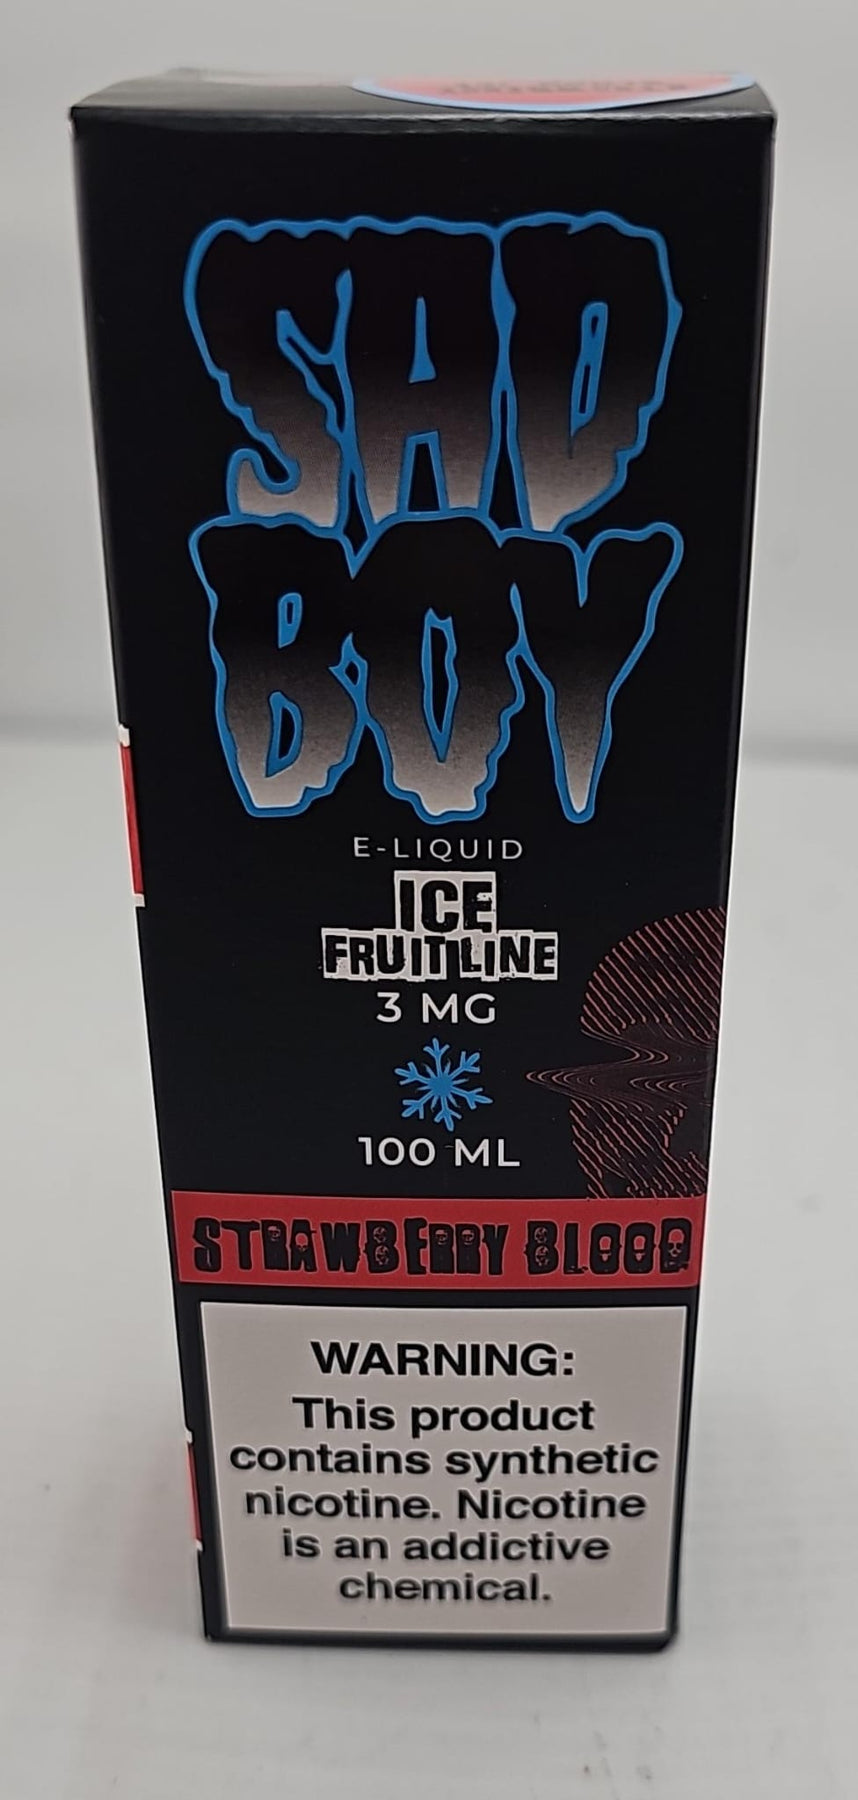 SAD
BOY
E-LIQUID
ICE
FRUIT LINE
3 MG
100 ML
STRAWBERRY BLOOD
WARNING:
This product
contains synthetic
nicotine. Nicotine
is an addictive
chemical.